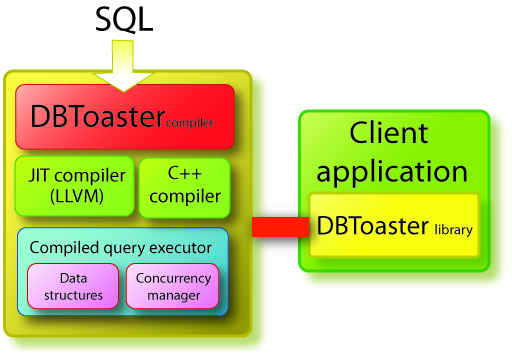 SQL
DBToaster compiler
JIT compiler
(LLVM)
C++
compiler
Compiled query executor
Data
structures
Concurrency
manager
Client
application
DBToaster library